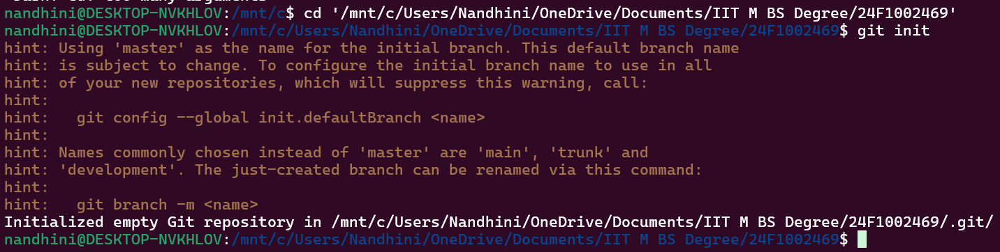 nandhini@DESKTOP-NVKHLOV:/mnt/c$ cd '/mnt/c/Users/Nandhini/OneDrive/Documents/IIT M BS Degree/24F1002469'
nandhini@DESKTOP-NVKHLOV:/mnt/c/Users/Nandhini/OneDrive/Documents/IIT M BS Degree/24F1002469$ git init
hint: Using 'master' as the name for the initial branch. This default branch name
hint: is subject to change. To configure the initial branch name to use in all
hint: of your new repositories, which will suppress this warning, call:
hint:
hint:   git config --global init.defaultBranch <name>
hint:
hint: Names commonly chosen instead of 'master' are 'main', 'trunk' and
hint: 'development'. The just-created branch can be renamed via this command:
hint:
hint:   git branch -m <name>
Initialized empty Git repository in /mnt/c/Users/Nandhini/OneDrive/Documents/IIT M BS Degree/24F1002469/.git/
nandhini@DESKTOP-NVKHLOV:/mnt/c/Users/Nandhini/OneDrive/Documents/IIT M BS Degree/24F1002469$